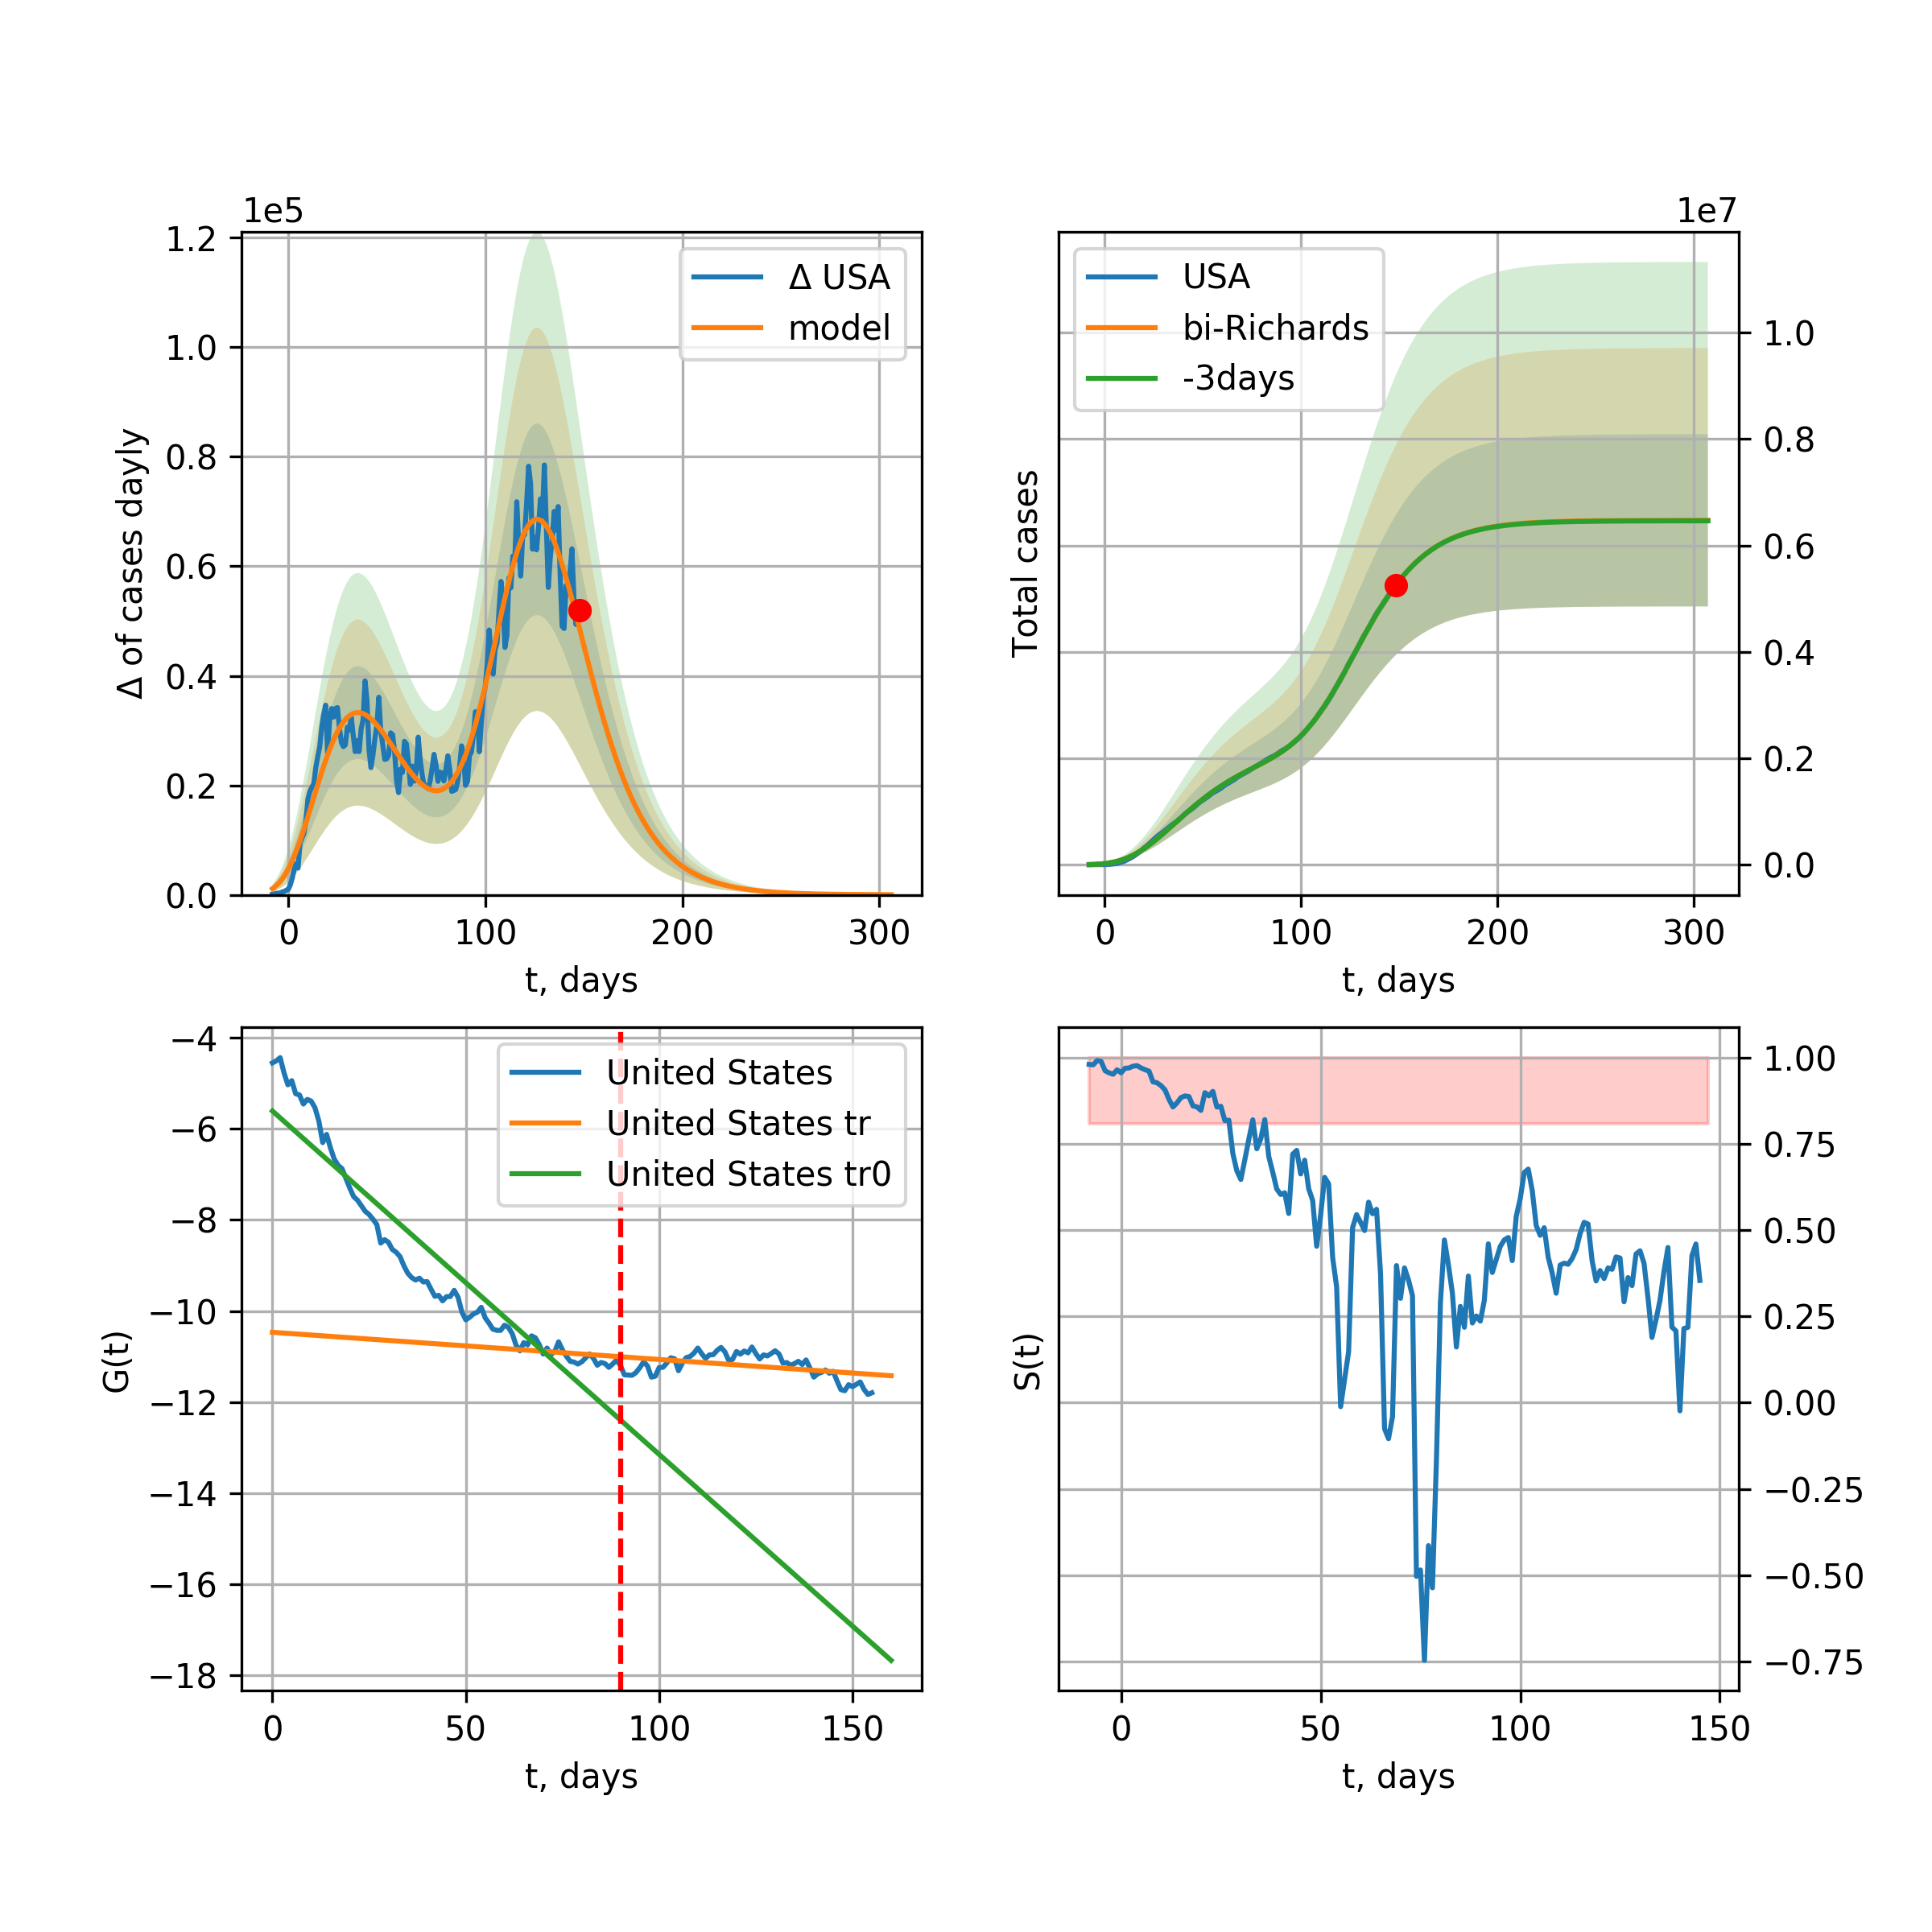 1e5
1.2
1.0
0.8
0.6
0.4
0.2
0.0
Δ of cases dayly
Δ USA
model
0 100 200 300
t, days
1e7
Total cases
USA
bi-Richards
-3days
1.0
0.8
0.6
0.4
0.2
0.0
0 100 200 300
t, days
−4
−6
−8
−10
−12
−14
−16
−18
G(t)
United States
United States tr
United States tr0
0 50 100 150
t, days
S(t)
1.00
0.75
0.50
0.25
0.00
−0.25
−0.50
−0.75
0 50 100 150
t, days